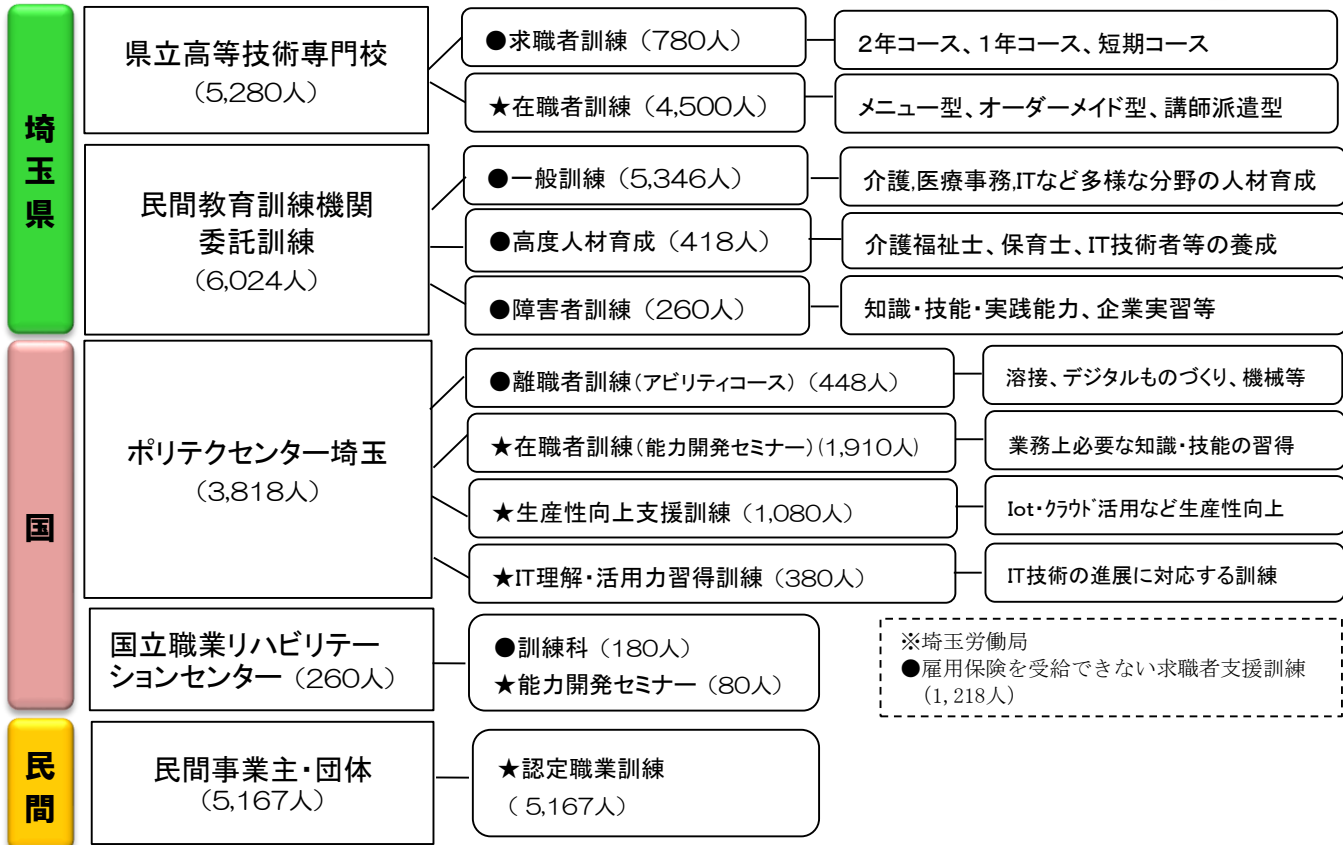 埼玉県
県立高等技術専門校
（5,280人）
●求職者訓練（780人）
２年コース、１年コース、短期コース
★在職者訓練（4,500人）
メニュー型、オーダーメイド型、講師派遣型
民間教育訓練機関
委託訓練
（6,024人）
●一般訓練（5,346人）
介護,医療事務,ITなど多様な分野の人材育成
●高度人材育成（418人）
介護福祉士、保育士、IT技術者等の養成
●障害者訓練（260人）
知識・技能・実践能力、企業実習等
国
ポリテクセンター埼玉
（3,818人）
●離職者訓練（アビリティコース）（448人）
溶接、デジタルものづくり、機械等
★在職者訓練（能力開発セミナー）（1,910人）
業務上必要な知識・技能の習得
★生産性向上支援訓練（1,080人）
Iot・ｸﾗｳﾄﾞ活用など生産性向上
★IT理解・活用力習得訓練（380人）
IT技術の進展に対応する訓練
国立職業リハビリテー
ションセンター（260人）
●訓練科（180人）
★能力開発セミナー（80人）
※埼玉労働局
●雇用保険を受給できない求職者支援訓練
（1,218人）
民間
民間事業主・団体
（5,167人）
★認定職業訓練
（ 5,167人）